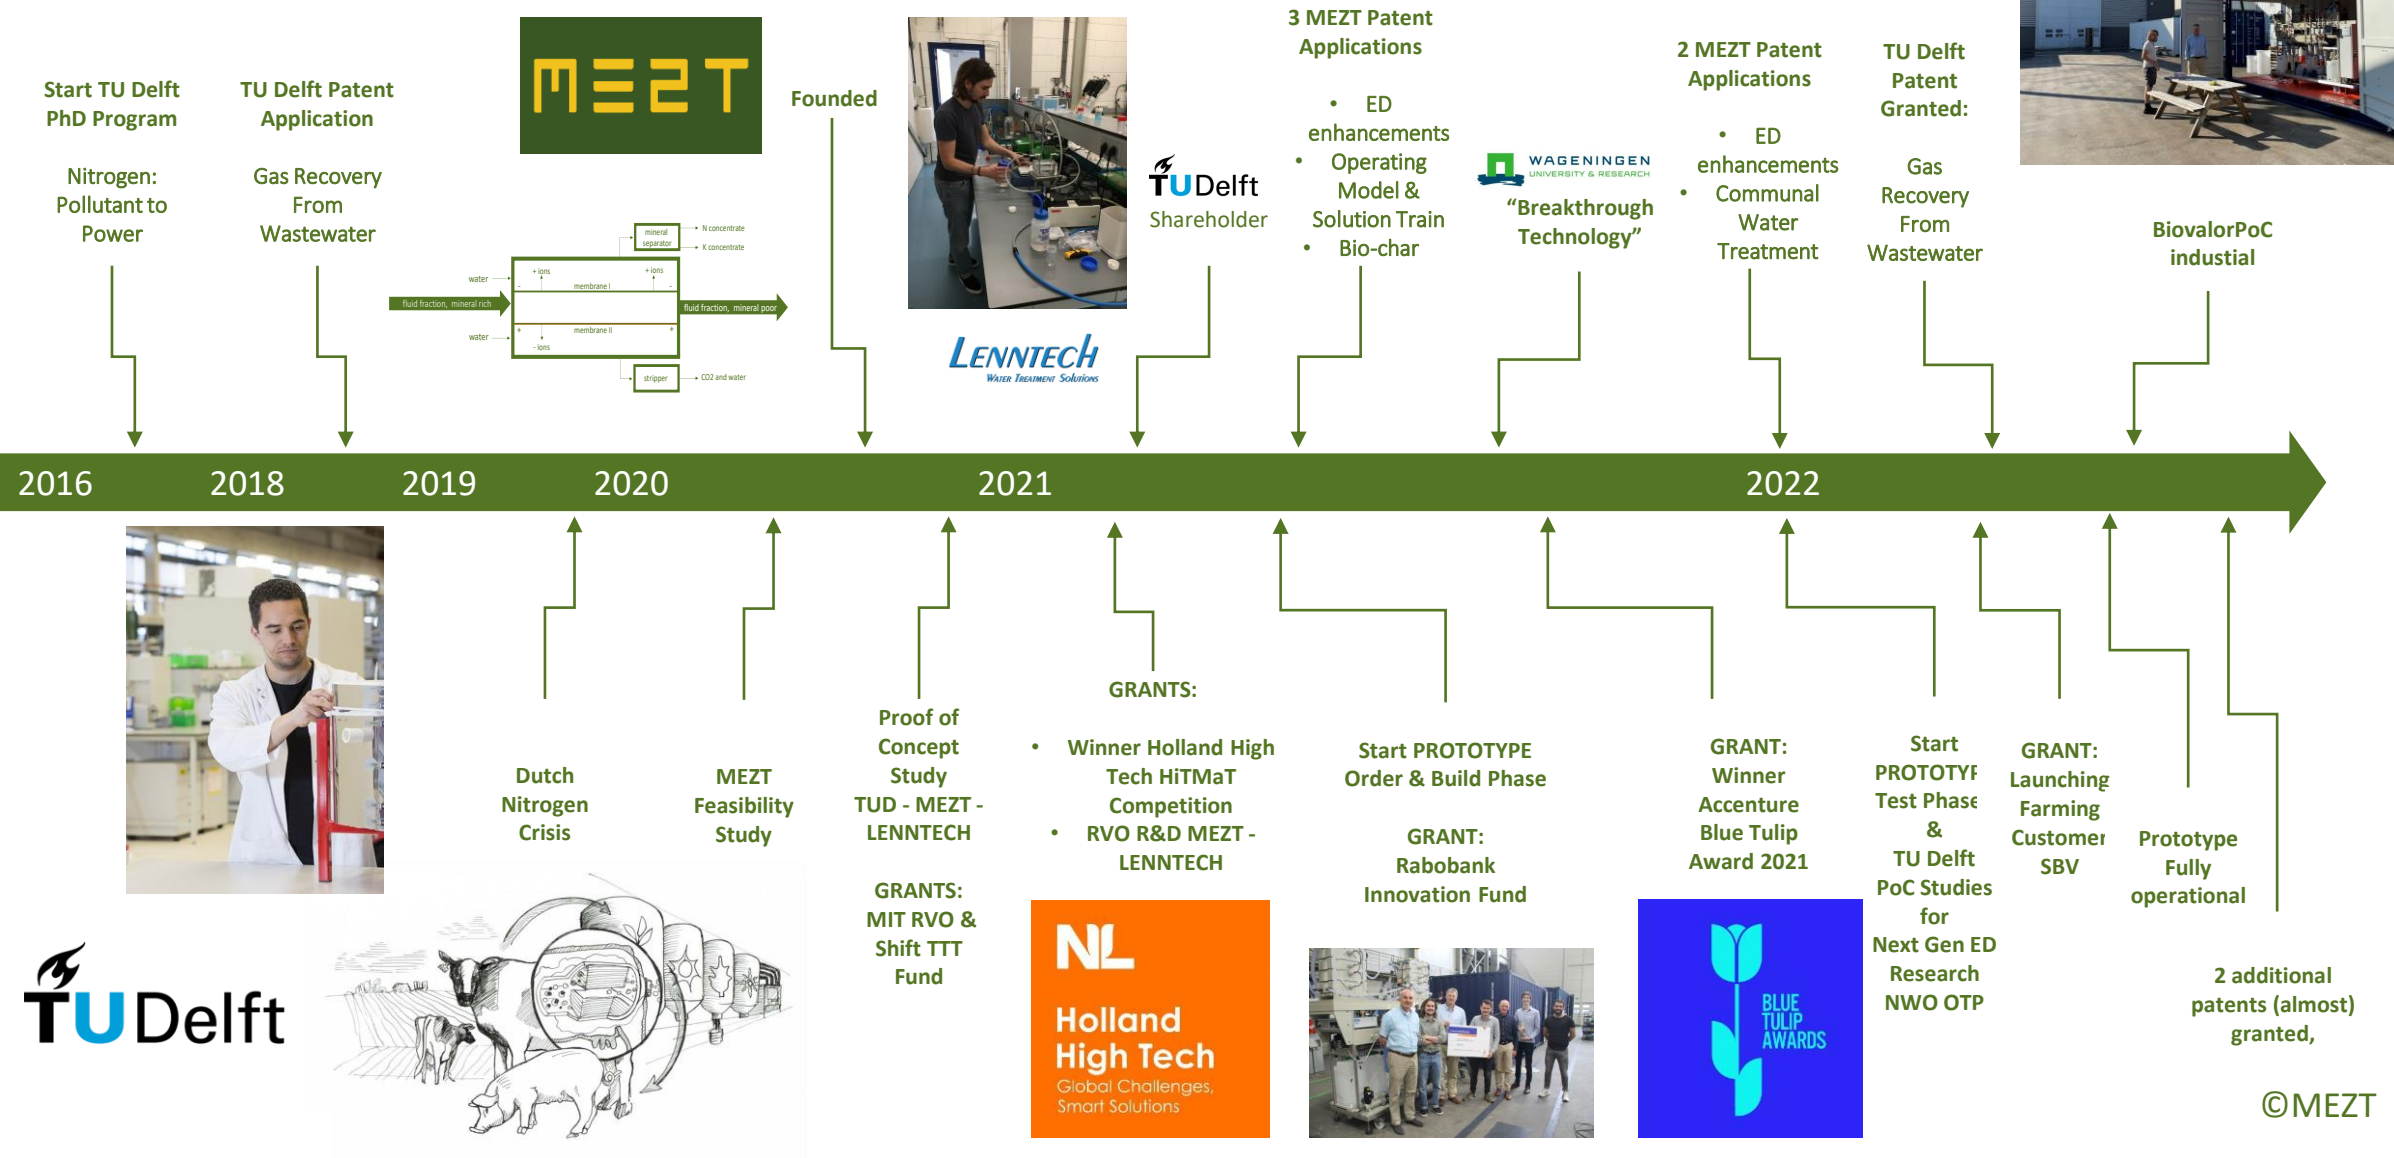 Start TU Delft
PhD Program
Nitrogen:
Pollutant to
Power
TU Delft Patent
Application
Gas Recovery
From
Wastewater
MEZT
mineral
separator
N concentrate
K concentrate
water
+ ions
+ ions
-
membrane I
-
fluid fraction, mineral rich
fluid fraction, mineral poor
+
membrane II
+
water
- ions
stripper
CO2 and water
Founded
LENNTECH
WATER TREATMENT SOLUTIONS
TU Delft
Shareholder
3 MEZT Patent
Applications
• ED
enhancements
• Operating
Model &
Solution Train
• Bio-char
WAGENINGEN
UNIVERSITY & RESEARCH
“Breakthrough
Technology”
2 MEZT Patent
Applications
• ED
enhancements
• Communal
Water
Treatment
TU Delft
Patent
Granted:
Gas
Recovery
From
Wastewater
BiovalorPoC
industial
2016
2018
2019
2020
2021
2022
TU Delft
Dutch
Nitrogen
Crisis
MEZT
Feasibility
Study
Proof of
Concept
Study
TUD - MEZT -
LENNTECH
GRANTS:
MIT RVO &
Shift TTT
Fund
GRANTS:
• Winner Holland High
Tech HiTMaT
Competition
• RVO R&D MEZT -
LENNTECH
NL
Holland
High Tech
Global Challenges,
Smart Solutions
Start PROTOTYPE
Order & Build Phase
GRANT:
Rabobank
Innovation Fund
GRANT:
Winner
Accenture
Blue Tulip
Award 2021
BLUE
TULIP
AWARDS
Start
PROTOTYP
Test Phase
&
TU Delft
PoC Studies
for
Next Gen ED
Research
NWO OTP
GRANT:
Launching
Farming
Customer
SBV
Prototype
Fully
operational
2 additional
patents (almost)
granted,
©MEZT